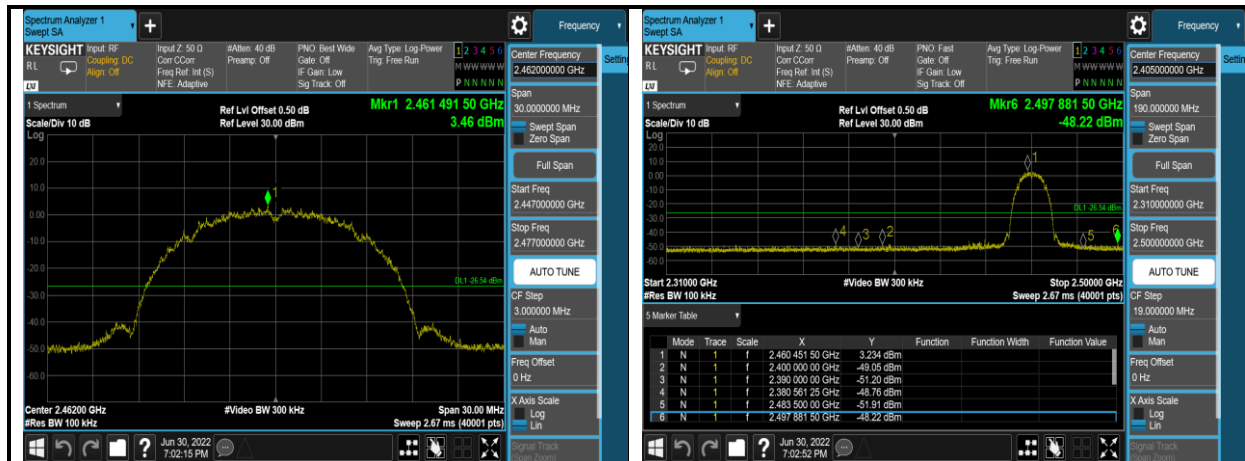 Spectrum Analyzer 1
Swept SA
Frequency
KEYSIGHT
RL
Input: RF
Coupling: DC
Align: Off
Input Z: 50 Ω
Corr CCorr
Freq Ref: Int (S)
NFE: Adaptive
#Atten: 40 dB
Preamp: Off
PNO: Best Wide
Gate: Off
IF Gain: Low
Sig Track: Off
Avg Type: Log-Power
Trig: Free Run
1 2 3 4 5 6
M W W W W W
P N N N N N
1 Spectrum
Scale/Div 10 dB
Log
Ref Lvl Offset 0.50 dB
Ref Level 30.00 dBm
Mkr1 2.461 491 50 GHz
3.46 dBm
20.0
10.0
0.00
-10.0
-20.0
-30.0
-40.0
-50.0
-60.0
1
DL1 -26.54 dBm
Center 2.46200 GHz
#Res BW 100 kHz
#Video BW 300 kHz
Span 30.00 MHz
Sweep 2.67 ms (40001 pts)
Jun 30, 2022
7:02:15 PM
Center Frequency
2.462000000 GHz
Settin
Span
30.0000000 MHz
Swept Span
Zero Span
Full Span
Start Freq
2.447000000 GHz
Stop Freq
2.477000000 GHz
AUTO TUNE
CF Step
3.000000 MHz
Auto
Man
Freq Offset
0 Hz
X Axis Scale
Log
Lin
Signal Track
(Span Zoom)
Spectrum Analyzer 1
Swept SA
Frequency
KEYSIGHT
RL
Input: RF
Coupling: DC
Align: Off
Input Z: 50 Ω
Corr CCorr
Freq Ref: Int (S)
NFE: Adaptive
#Atten: 40 dB
Preamp: Off
PNO: Fast
Gate: Off
IF Gain: Low
Sig Track: Off
Avg Type: Log-Power
Trig: Free Run
1 2 3 4 5 6
M W W W W W
P N N N N N
1 Spectrum
Scale/Div 10 dB
Log
Ref Lvl Offset 0.50 dB
Ref Level 30.00 dBm
Mkr6 2.497 881 50 GHz
-48.22 dBm
20.0
10.0
0.00
-10.0
-20.0
-30.0
-40.0
-50.0
-60.0
1
DL1 -26.54 dBm
4 3 2 5 6
Start 2.31000 GHz
#Res BW 100 kHz
#Video BW 300 kHz
Stop 2.50000 GHz
Sweep 2.67 ms (40001 pts)
5 Marker Table
Mode Trace Scale X Y Function Function Width Function Value
1 N 1 f 2.460 451 50 GHz 3.234 dBm
2 N 1 f 2.400 000 00 GHz -49.05 dBm
3 N 1 f 2.390 000 00 GHz -51.20 dBm
4 N 1 f 2.380 561 25 GHz -48.76 dBm
5 N 1 f 2.483 500 00 GHz -51.91 dBm
6 N 1 f 2.497 881 50 GHz -48.22 dBm
Jun 30, 2022
7:02:52 PM
Center Frequency
2.405000000 GHz
Settin
Span
190.000000 MHz
Swept Span
Zero Span
Full Span
Start Freq
2.310000000 GHz
Stop Freq
2.500000000 GHz
AUTO TUNE
CF Step
19.000000 MHz
Auto
Man
Freq Offset
0 Hz
X Axis Scale
Log
Lin
Signal Track
(Span Zoom)